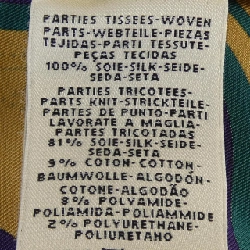 PARTIES TISSEES-WOVEN
PARTS-WEBTEILE-PIEZAS
TEJIDAS-PARTI TESSUTE-
PEÇAS TECIDAS
100% SOIE-SILK-SEIDE-
SEDA-SETA
PARTIES TRICOTEES-
PARTS KNIT-STRICKTEILE-
PARTES DE PUNTO-PARTI
LAVORATE A MAGLIA-
PARTES TRICOTADAS
81% SOIE-SILK-SEIDE-
SEDA-SETA
9% COTON-COTTON-
BAUMWOLLE-ALGODÓN-
COTONE-ALGODÃO
8% POLYAMIDE-
POLIAMIDA-POLIAMMIDE
2% POLYURETHANE-
POLIURETANO